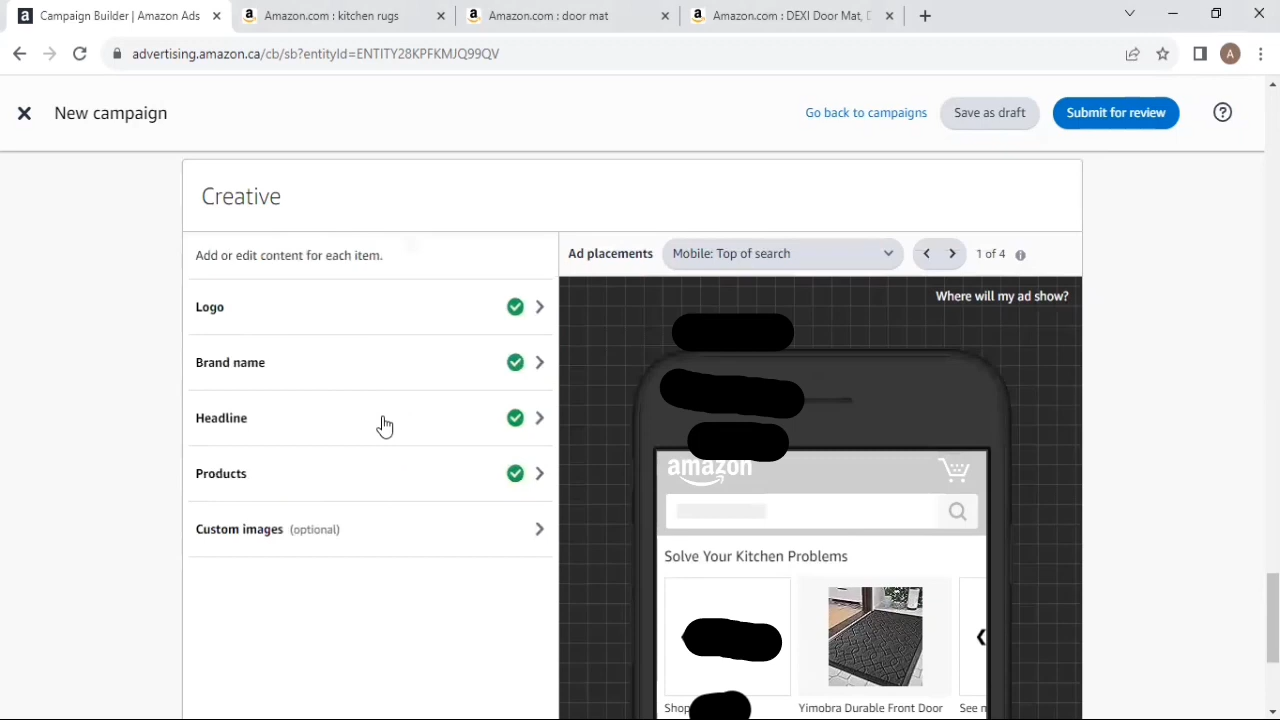 Campaign Builder | Amazon Ads
Amazon.com : kitchen rugs
Amazon.com : door mat
Amazon.com : DEXI Door Mat,
advertising.amazon.ca/cb/sb?entityId=ENTITY28KPFKMJQ99QV
A
New campaign
Go back to campaigns
Save as draft
Submit for review
Creative
Add or edit content for each item.
Ad placements
Mobile: Top of search
1 of 4
Where will my ad show?
Logo
Brand name
Headline
Products
Custom images (optional)
amazon
Solve Your Kitchen Problems
Shop
Yimobra Durable Front Door
See